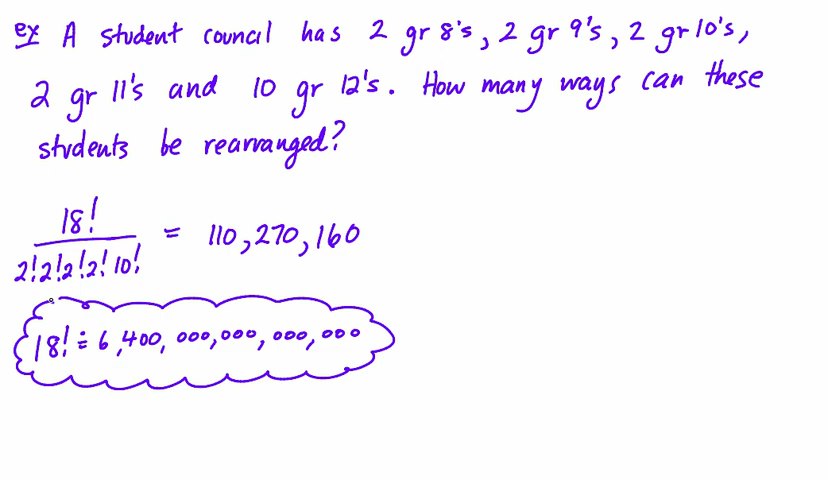 ex A student council has 2 gr 8's, 2 gr 9's, 2 gr 10's,
2 gr 11's and 10 gr 12's. How many ways can these
students be rearranged?
18!
2!2!2!2!10!
= 110,270,160
18! ≐ 6,400,000,000,000,000